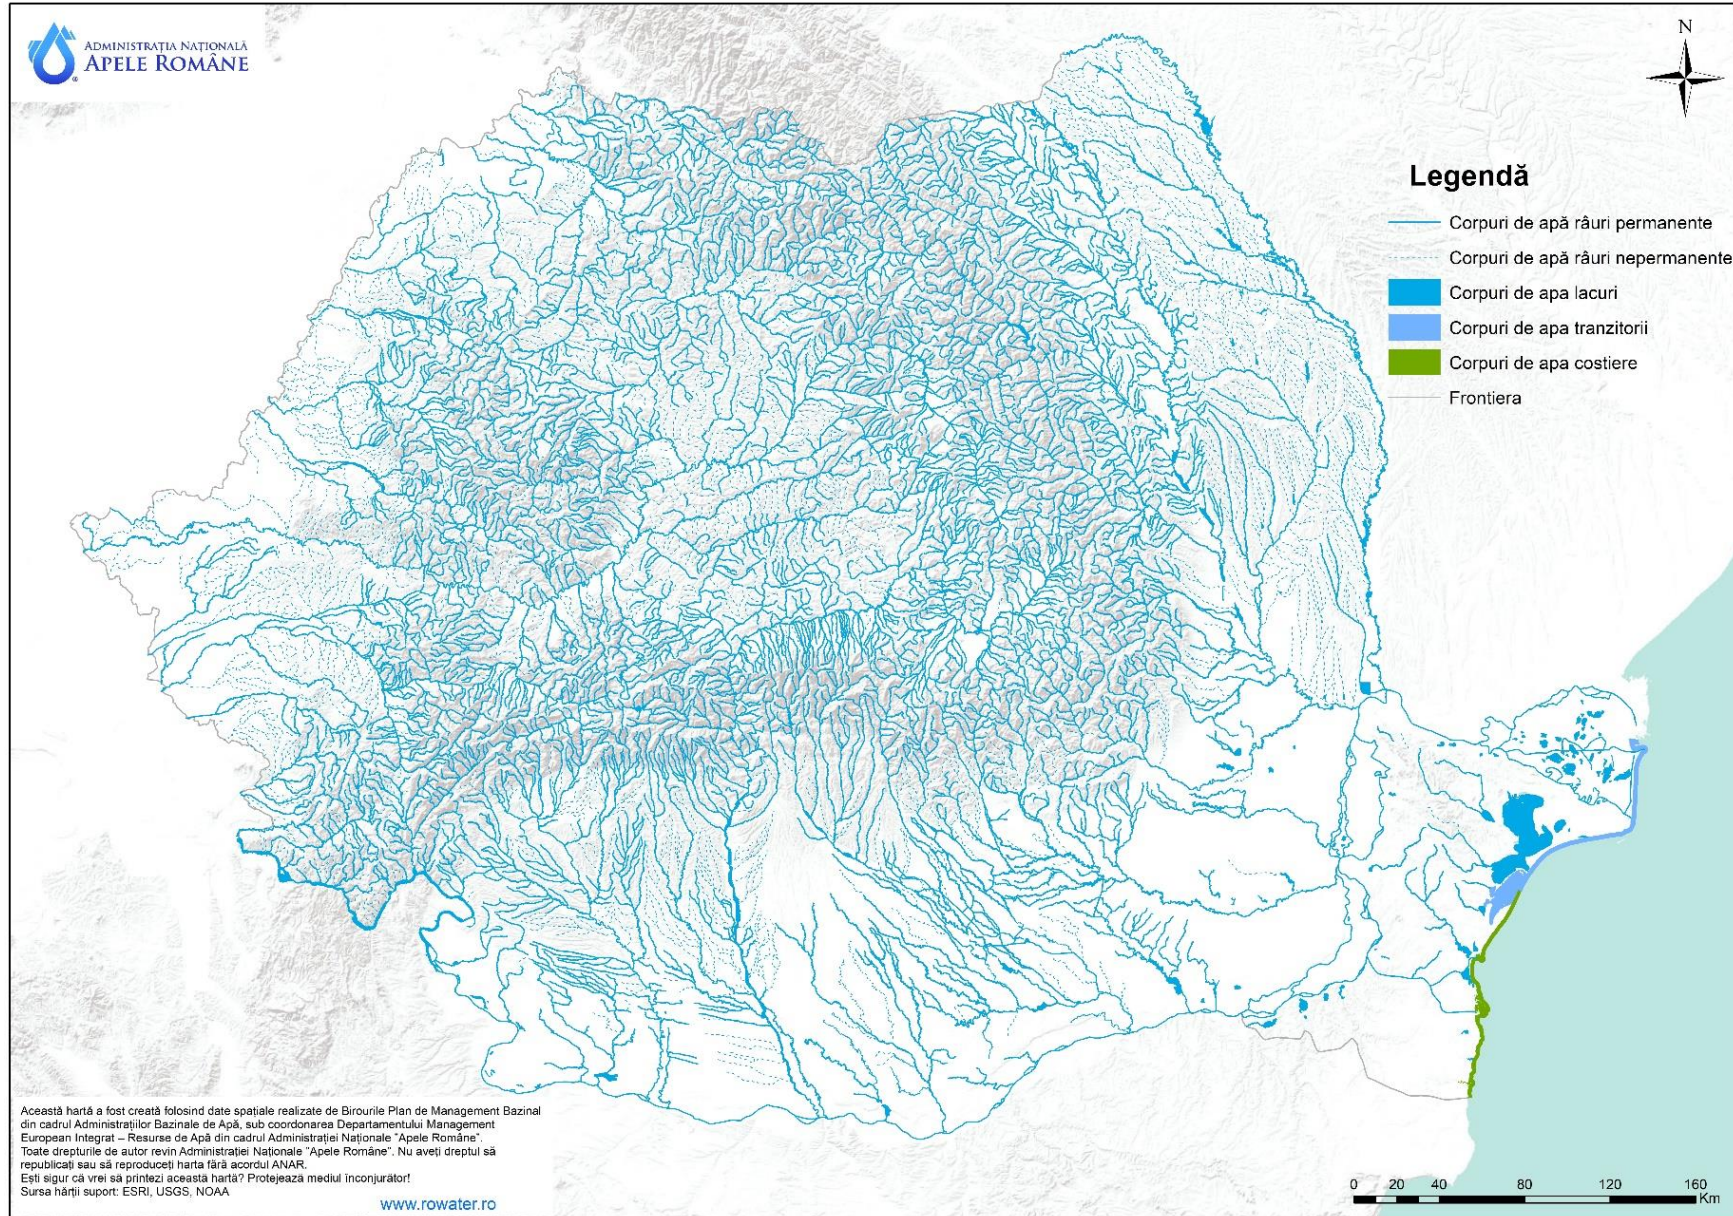 ADMINISTRAȚIA NAȚIONALĂ
APELE ROMÂNE
N
Legendă
Corpuri de apă râuri permanente
Corpuri de apă râuri nepermanente
Corpuri de apa lacuri
Corpuri de apa tranzitorii
Corpuri de apa costiere
Frontiera
Această hartă a fost creată folosind date spațiale realizate de Birourile Plan de Management Bazinal
din cadrul Administrațiilor Bazinale de Apă, sub coordonarea Departamentului Management
European Integrat – Resurse de Apă din cadrul Administrației Naționale "Apele Române".
Toate drepturile de autor revin Administrației Naționale "Apele Române". Nu aveți dreptul să
republicați sau să reproduceți harta fără acordul ANAR.
Ești sigur că vrei să printezi această hartă? Protejează mediul înconjurător!
Sursa hărții suport: ESRI, USGS, NOAA
www.rowater.ro
0 20 40 80 120 160
Km